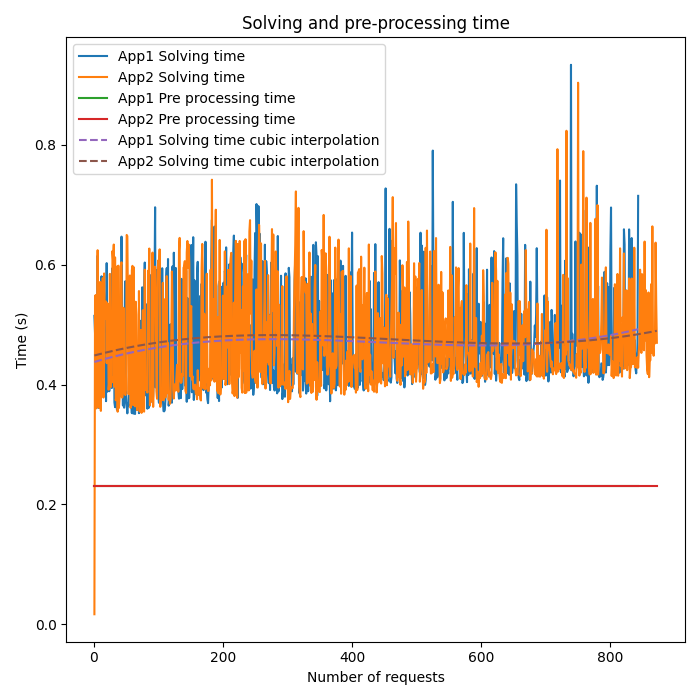 Solving and pre-processing time
App1 Solving time
App2 Solving time
App1 Pre processing time
App2 Pre processing time
App1 Solving time cubic interpolation
App2 Solving time cubic interpolation
Time (s)
0.8
0.6
0.4
0.2
0.0
0
200
400
600
800
Number of requests